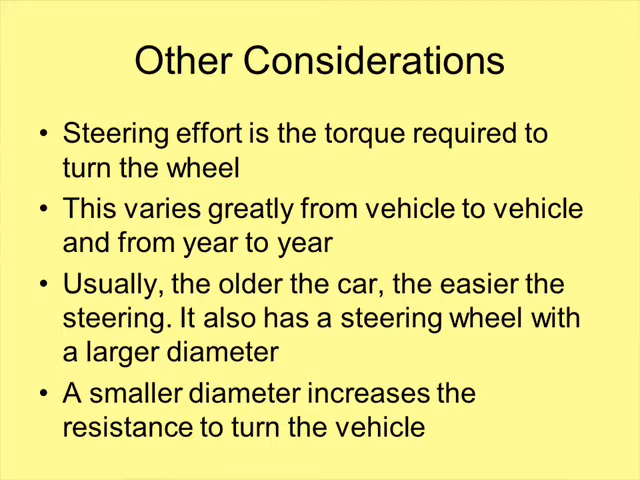 Other Considerations
• Steering effort is the torque required to
turn the wheel
• This varies greatly from vehicle to vehicle
and from year to year
• Usually, the older the car, the easier the
steering. It also has a steering wheel with
a larger diameter
• A smaller diameter increases the
resistance to turn the vehicle